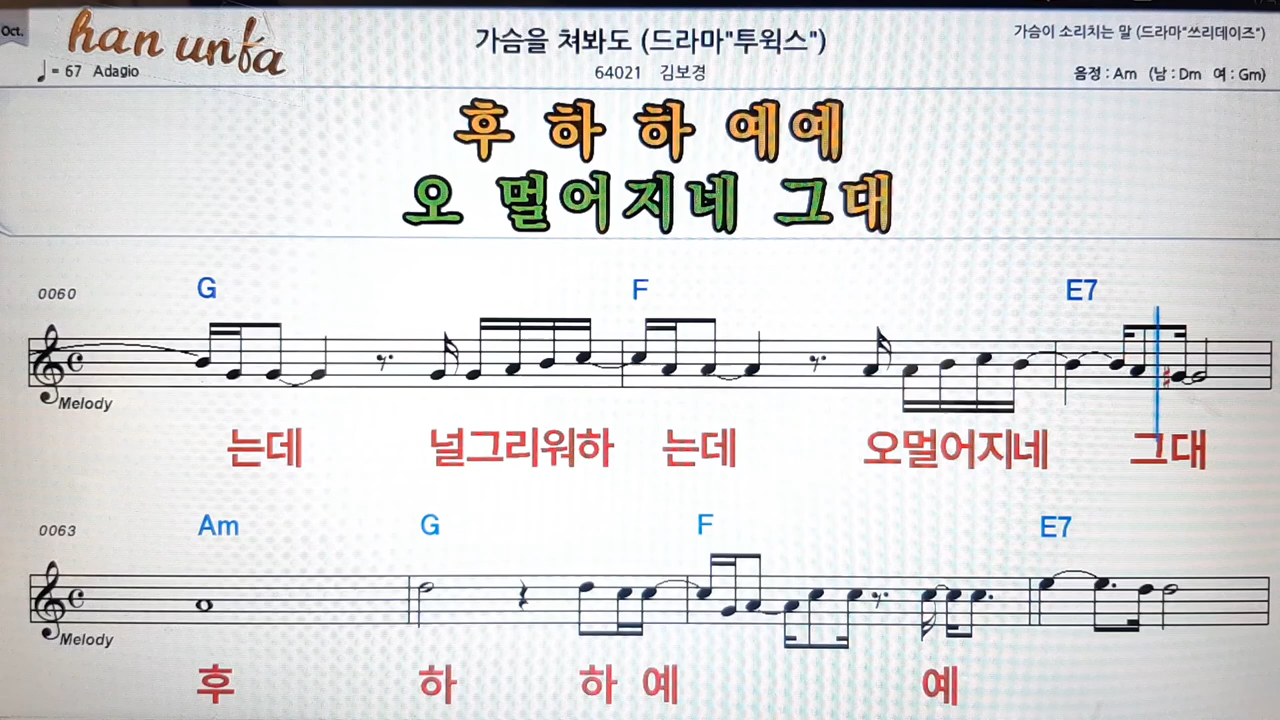 Oct.
han unfa
가슴을 쳐봐도 (드라마"투윅스")
가슴이 소리치는 말 (드라마"쓰리데이즈")
♩= 67 Adagio
64021 김보경
음정 : Am (남 : Dm 여 : Gm)
후 하 하 예예
오 멀어지네 그대
G F E7
0060
Melody
는데 널그리워하 는데 오멀어지네 그대
Am G F E7
0063
Melody
후 하 하 예 예